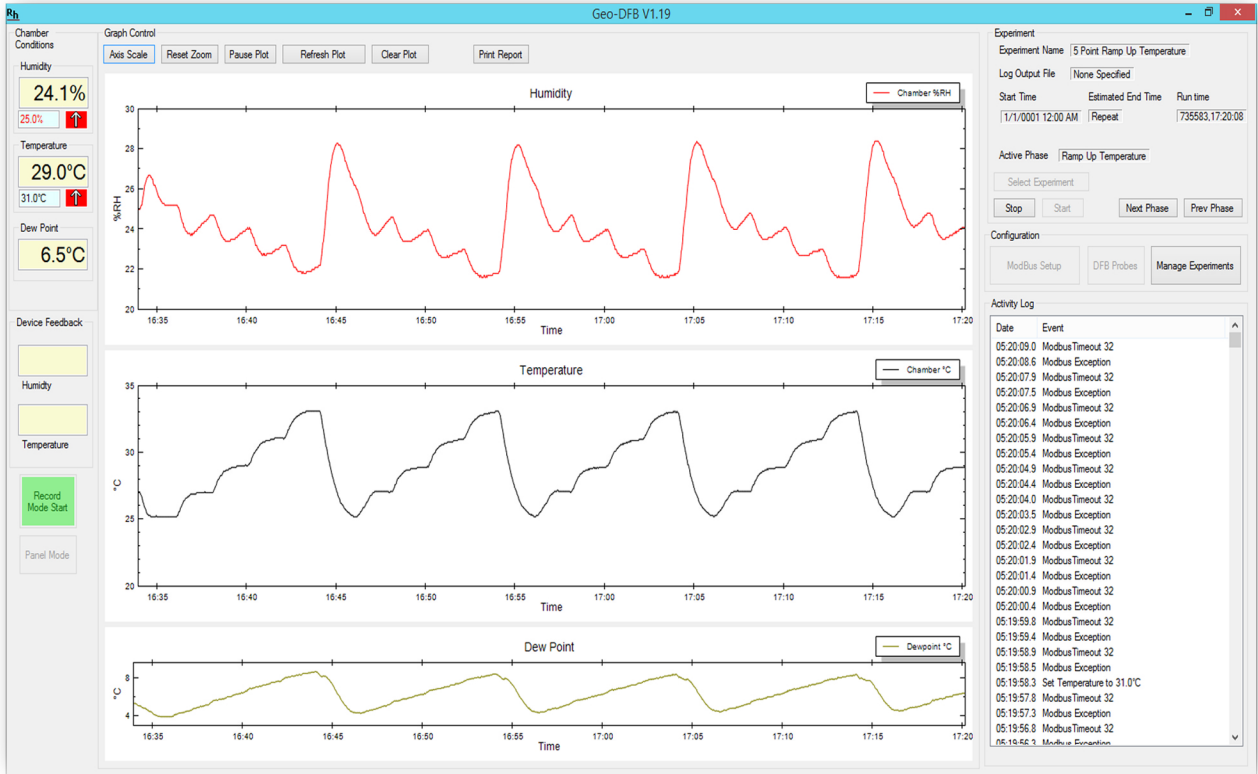 Rh
Geo-DFB V1.19
Chamber
Conditions
Humidity
24.1%
25.0%
Temperature
29.0°C
31.0°C
Dew Point
6.5°C
Device Feedback
Humidty
Temperature
Record
Mode Start
Panel Mode
Graph Control
Axis Scale Reset Zoom Pause Plot Refresh Plot Clear Plot Print Report
Humidity
Chamber %RH
%RH
30
28
26
24
22
20
16:35 16:40 16:45 16:50 16:55 17:00 17:05 17:10 17:15 17:20
Time
Temperature
Chamber °C
°C
35
30
25
20
16:35 16:40 16:45 16:50 16:55 17:00 17:05 17:10 17:15 17:20
Time
Dew Point
Dewpoint °C
°C
8
4
16:35 16:40 16:45 16:50 16:55 17:00 17:05 17:10 17:15 17:20
Time
Experiment
Experiment Name 5 Point Ramp Up Temperature
Log Output File None Specified
Start Time Estimated End Time Run time
1/1/0001 12:00 AM Repeat 735583,17:20:08
Active Phase Ramp Up Temperature
Select Experiment
Stop Start Next Phase Prev Phase
Configuration
ModBus Setup DFB Probes Manage Experiments
Activity Log
Date Event
05:20:09.0 ModbusTimeout 32
05:20:08.6 Modbus Exception
05:20:07.9 ModbusTimeout 32
05:20:07.5 Modbus Exception
05:20:06.9 ModbusTimeout 32
05:20:06.4 Modbus Exception
05:20:05.9 ModbusTimeout 32
05:20:05.4 Modbus Exception
05:20:04.9 ModbusTimeout 32
05:20:04.4 Modbus Exception
05:20:04.0 ModbusTimeout 32
05:20:03.5 Modbus Exception
05:20:02.9 ModbusTimeout 32
05:20:02.4 Modbus Exception
05:20:01.9 ModbusTimeout 32
05:20:01.4 Modbus Exception
05:20:00.9 ModbusTimeout 32
05:20:00.4 Modbus Exception
05:19:59.8 ModbusTimeout 32
05:19:59.4 Modbus Exception
05:19:58.9 ModbusTimeout 32
05:19:58.5 Modbus Exception
05:19:58.3 Set Temperature to 31.0°C
05:19:57.8 ModbusTimeout 32
05:19:57.3 Modbus Exception
05:19:56.8 ModbusTimeout 32
05:19:56.3 Modbus Exception